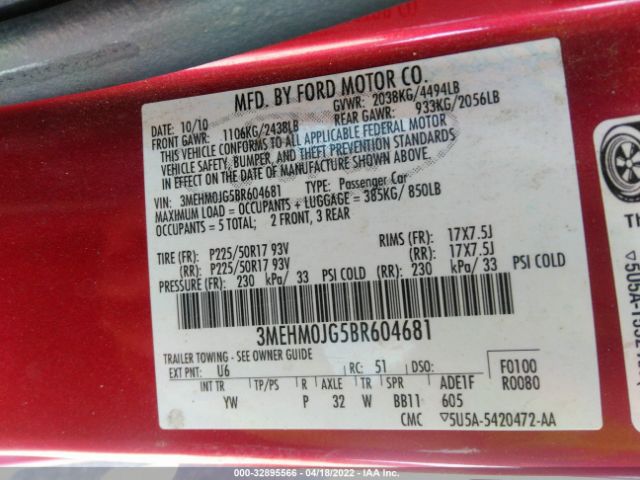 MFD. BY FORD MOTOR CO.
DATE: 10/10 GVWR: 2038KG/4494LB
FRONT GAWR: 1106KG/2438LB REAR GAWR: 933KG/2056LB
THIS VEHICLE CONFORMS TO ALL APPLICABLE FEDERAL MOTOR
VEHICLE SAFETY, BUMPER, AND THEFT PREVENTION STANDARDS
IN EFFECT ON THE DATE OF MANUFACTURE SHOWN ABOVE.
VIN: 3MEHM0JG5BR604681 TYPE: Passenger Car
MAXIMUM LOAD = OCCUPANTS + LUGGAGE = 385KG/ 850LB
OCCUPANTS = 5 TOTAL; 2 FRONT, 3 REAR
TIRE (FR): P225/50R17 93V RIMS (FR): 17X7.5J
(RR): P225/50R17 93V (RR): 17X7.5J
PRESSURE (FR): 230 kPa/ 33 PSI COLD (RR): 230 kPa/ 33 PSI COLD
3MEHM0JG5BR604681
TRAILER TOWING - SEE OWNER GUIDE
EXT PNT: U6 RC: 51 DSO: F0100
INT TR TP/PS R AXLE TR SPR ADE1F R0080
YW P 32 W BB11 605
CMC 5U5A-5420472-AA
000-32895566 - 04/18/2022 - IAA Inc.